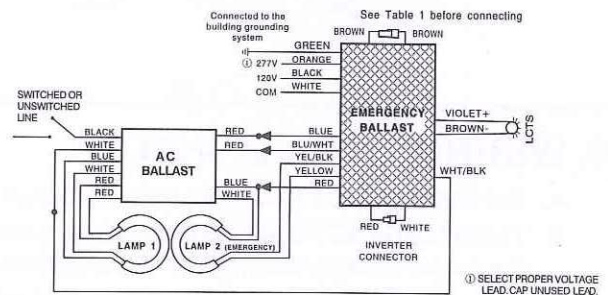 Connected to the
building grounding
system
See Table 1 before connecting
BROWN
BROWN
GREEN
① 277V
ORANGE
120V
BLACK
COM
WHITE
SWITCHED OR
UNSWITCHED
LINE
BLACK
WHITE
BLUE
WHITE
RED
RED
AC
BALLAST
RED
RED
BLUE
WHITE
BLUE
BLU/WHT
YEL/BLK
YELLOW
RED
EMERGENCY
BALLAST
VIOLET+
BROWN-
LCTS
WHT/BLK
LAMP 1
LAMP 2 (EMERGENCY)
RED
WHITE
INVERTER
CONNECTOR
① SELECT PROPER VOLTAGE
LEAD. CAP UNUSED LEAD.